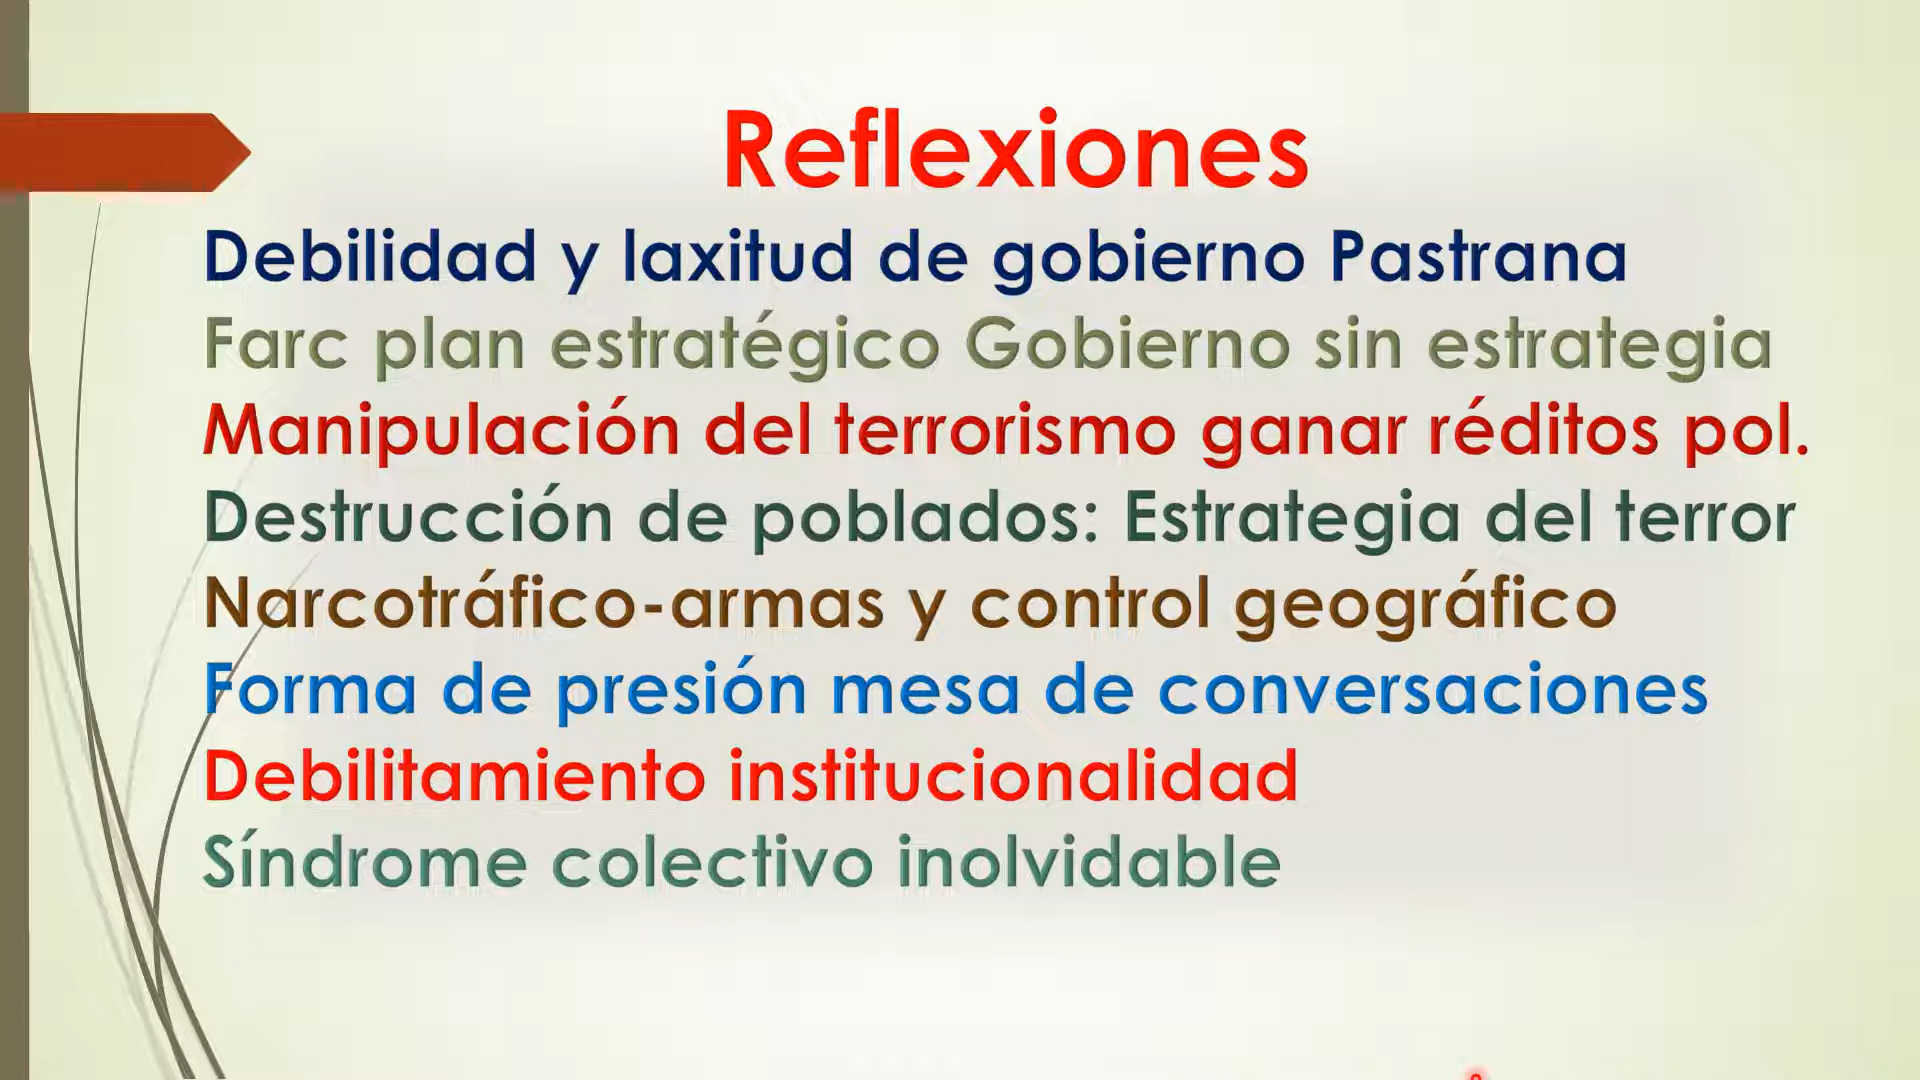 Reflexiones
Debilidad y laxitud de gobierno Pastrana
Farc plan estratégico Gobierno sin estrategia
Manipulación del terrorismo ganar réditos pol.
Destrucción de poblados: Estrategia del terror
Narcotráfico-armas y control geográfico
Forma de presión mesa de conversaciones
Debilitamiento institucionalidad
Síndrome colectivo inolvidable